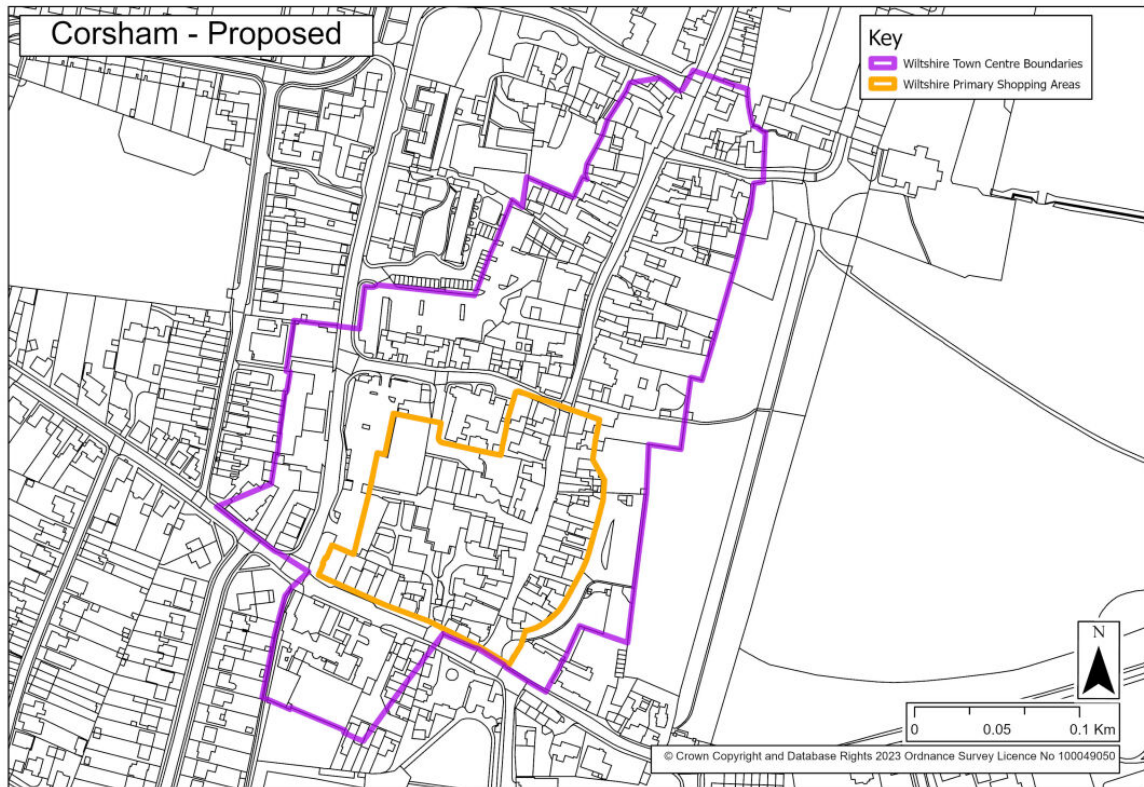 Corsham - Proposed
Key
Wiltshire Town Centre Boundaries
Wiltshire Primary Shopping Areas
N
0 0.05 0.1 Km
© Crown Copyright and Database Rights 2023 Ordnance Survey Licence No 100049050